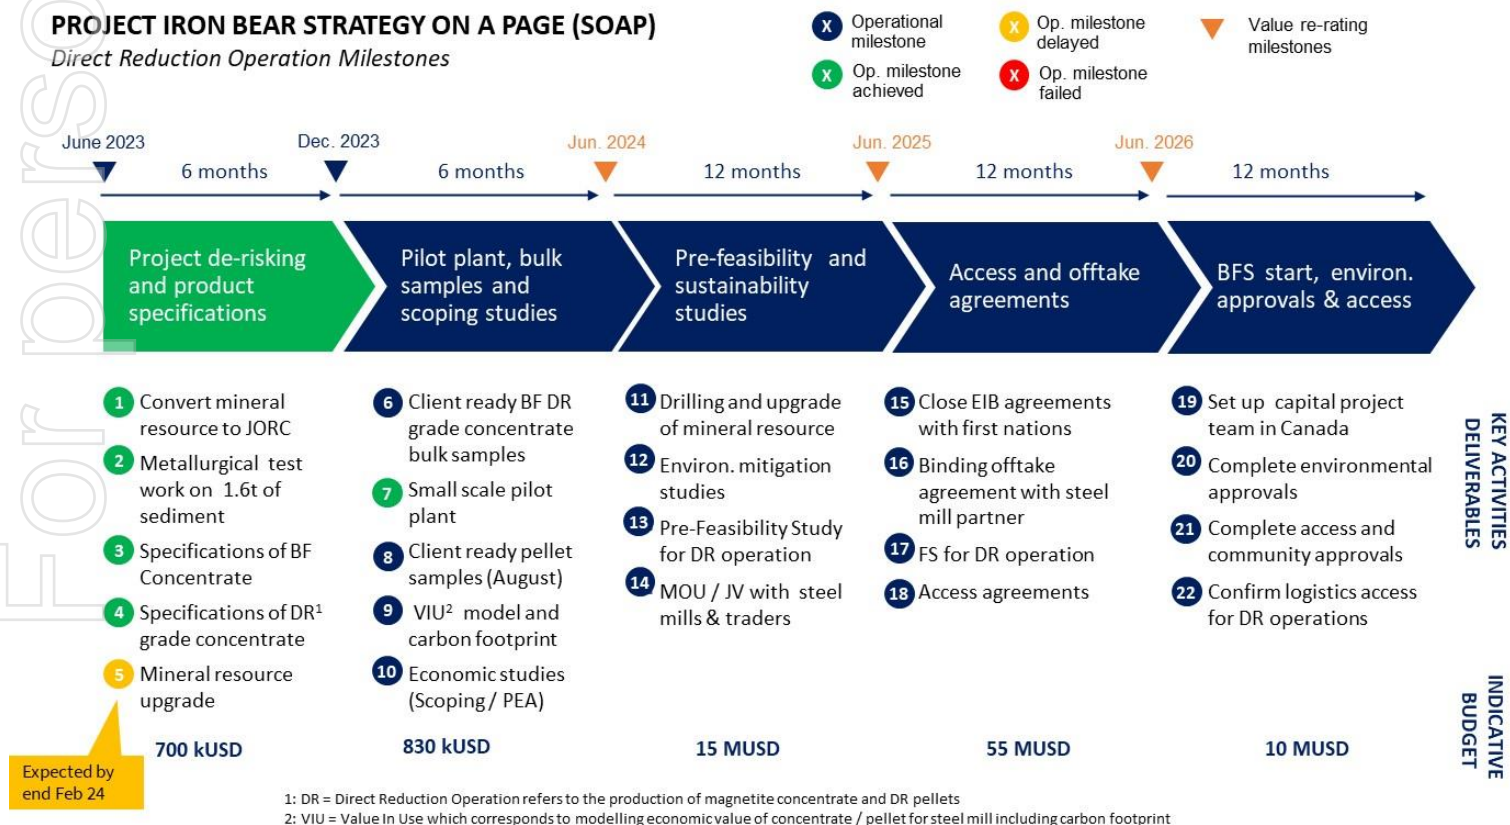 PROJECT IRON BEAR STRATEGY ON A PAGE (SOAP)
Direct Reduction Operation Milestones
X Operational
milestone
X Op. milestone
achieved
X Op. milestone
delayed
X Op. milestone
failed
Value re-rating
milestones
June 2023
Dec. 2023
Jun. 2024
Jun. 2025
Jun. 2026
6 months
6 months
12 months
12 months
12 months
Project de-risking
and product
specifications
Pilot plant, bulk
samples and
scoping studies
Pre-feasibility and
sustainability
studies
Access and offtake
agreements
BFS start, environ.
approvals & access
1 Convert mineral
resource to JORC
2 Metallurgical test
work on 1.6t of
sediment
3 Specifications of BF
Concentrate
4 Specifications of DR¹
grade concentrate
5 Mineral resource
upgrade
6 Client ready BF DR
grade concentrate
bulk samples
7 Small scale pilot
plant
8 Client ready pellet
samples (August)
9 VIU² model and
carbon footprint
10 Economic studies
(Scoping / PEA)
11 Drilling and upgrade
of mineral resource
12 Environ. mitigation
studies
13 Pre-Feasibility Study
for DR operation
14 MOU / JV with steel
mills & traders
15 Close EIB agreements
with first nations
16 Binding offtake
agreement with steel
mill partner
17 FS for DR operation
18 Access agreements
19 Set up capital project
team in Canada
20 Complete environmental
approvals
21 Complete access and
community approvals
22 Confirm logistics access
for DR operations
KEY ACTIVITIES
DELIVERABLES
700 kUSD
830 kUSD
15 MUSD
55 MUSD
10 MUSD
INDICATIVE
BUDGET
Expected by
end Feb 24
1: DR = Direct Reduction Operation refers to the production of magnetite concentrate and DR pellets
2: VIU = Value In Use which corresponds to modelling economic value of concentrate / pellet for steel mill including carbon footprint
For perso